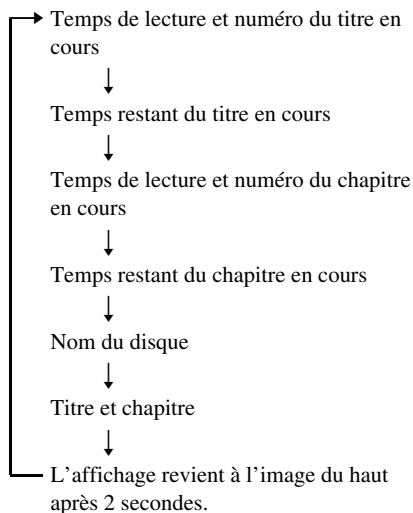 Temps de lecture et numéro du titre en
cours
Temps restant du titre en cours
Temps de lecture et numéro du chapitre
en cours
Temps restant du chapitre en cours
Nom du disque
Titre et chapitre
L’affichage revient à l’image du haut
après 2 secondes.